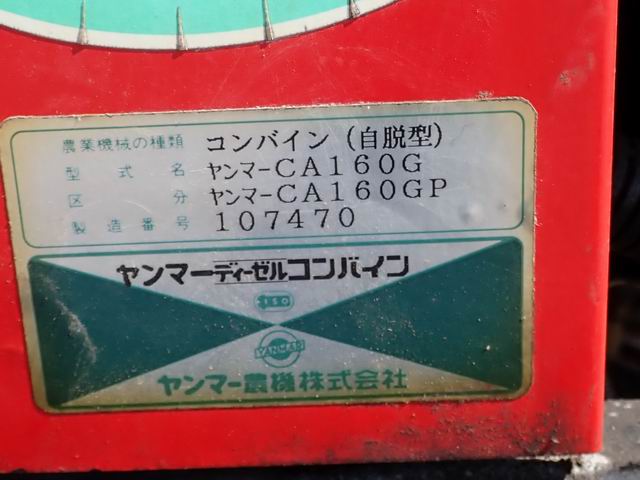 農業機械の種類 コンバイン(自脱型)
型式名 ヤンマーCA160G
区分 ヤンマーCA160GP
製造番号 107470
ヤンマーディーゼルコンバイン
ISO
YANMAR
ヤンマー農機株式会社